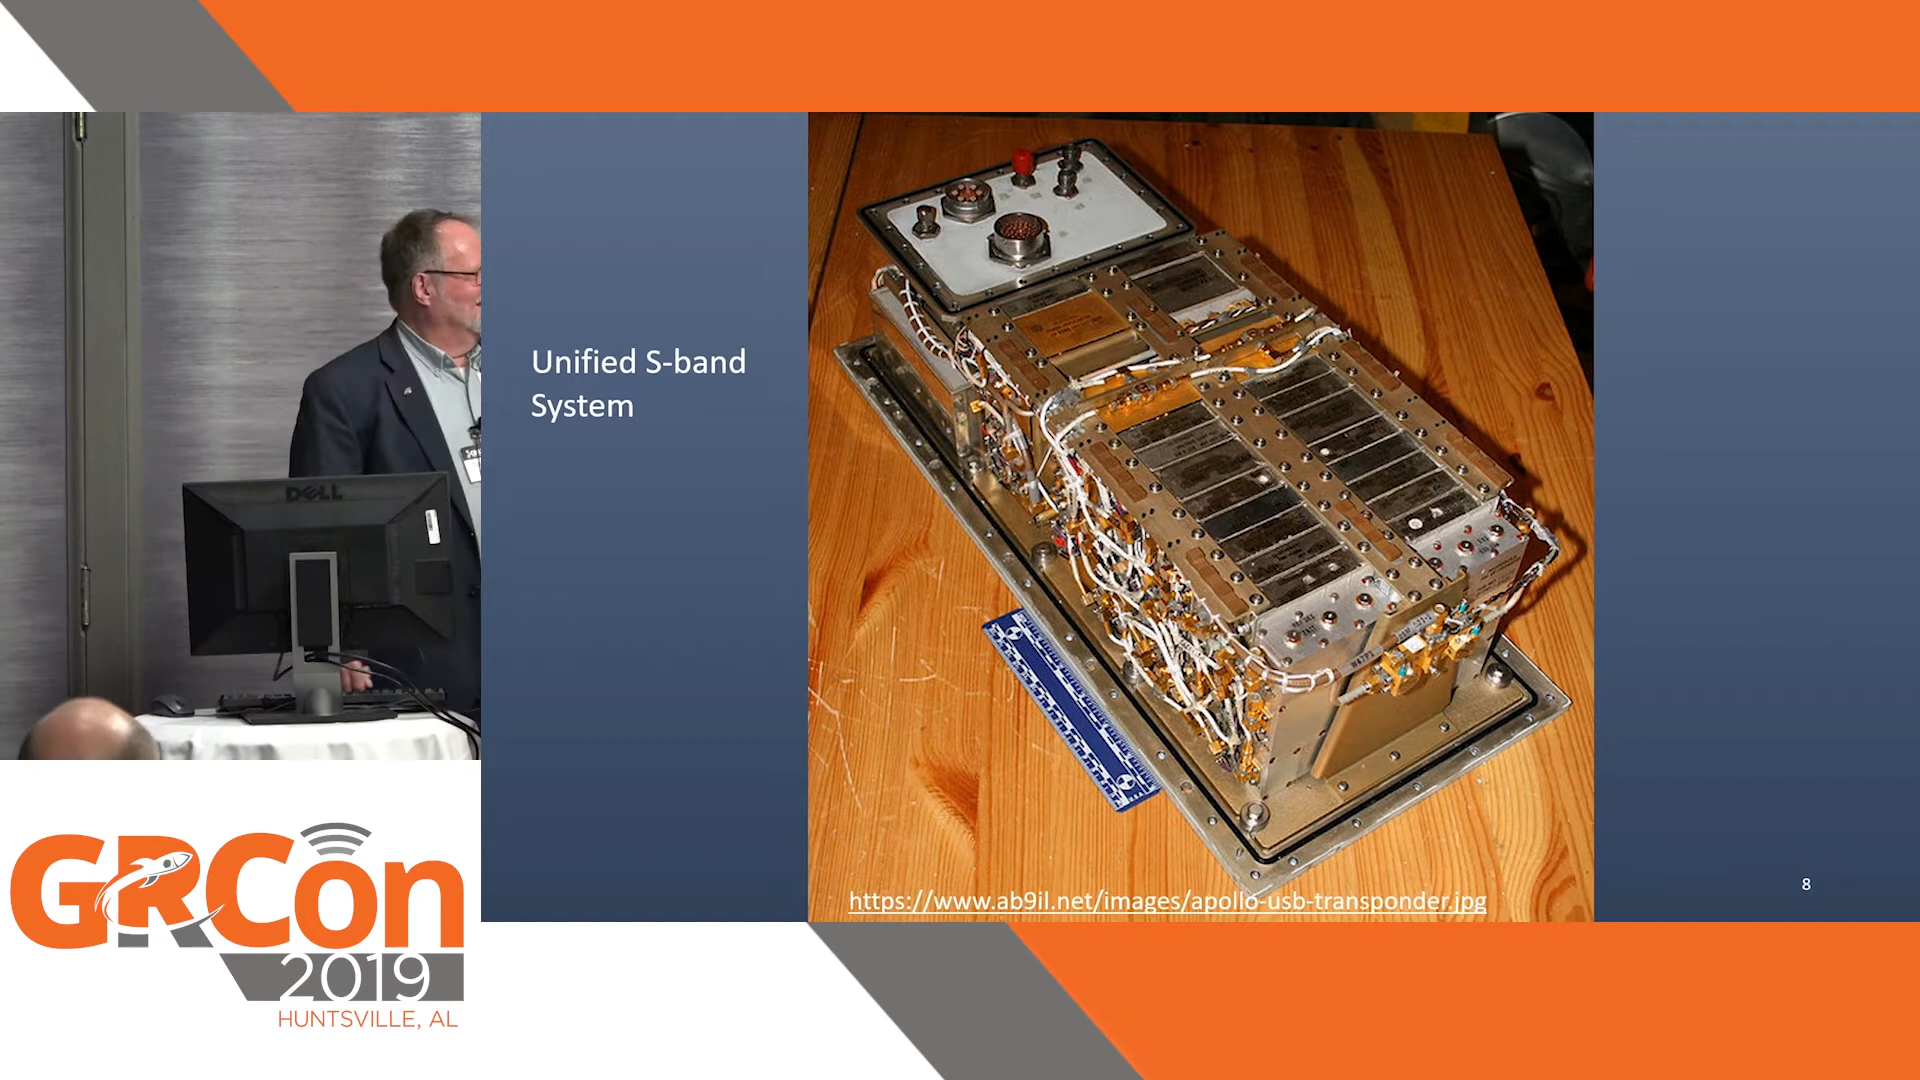 Unified S-band
System
DELL
https://www.ab9il.net/images/apollo-usb-transponder.jpg
8
GRCon
2019
HUNTSVILLE, AL